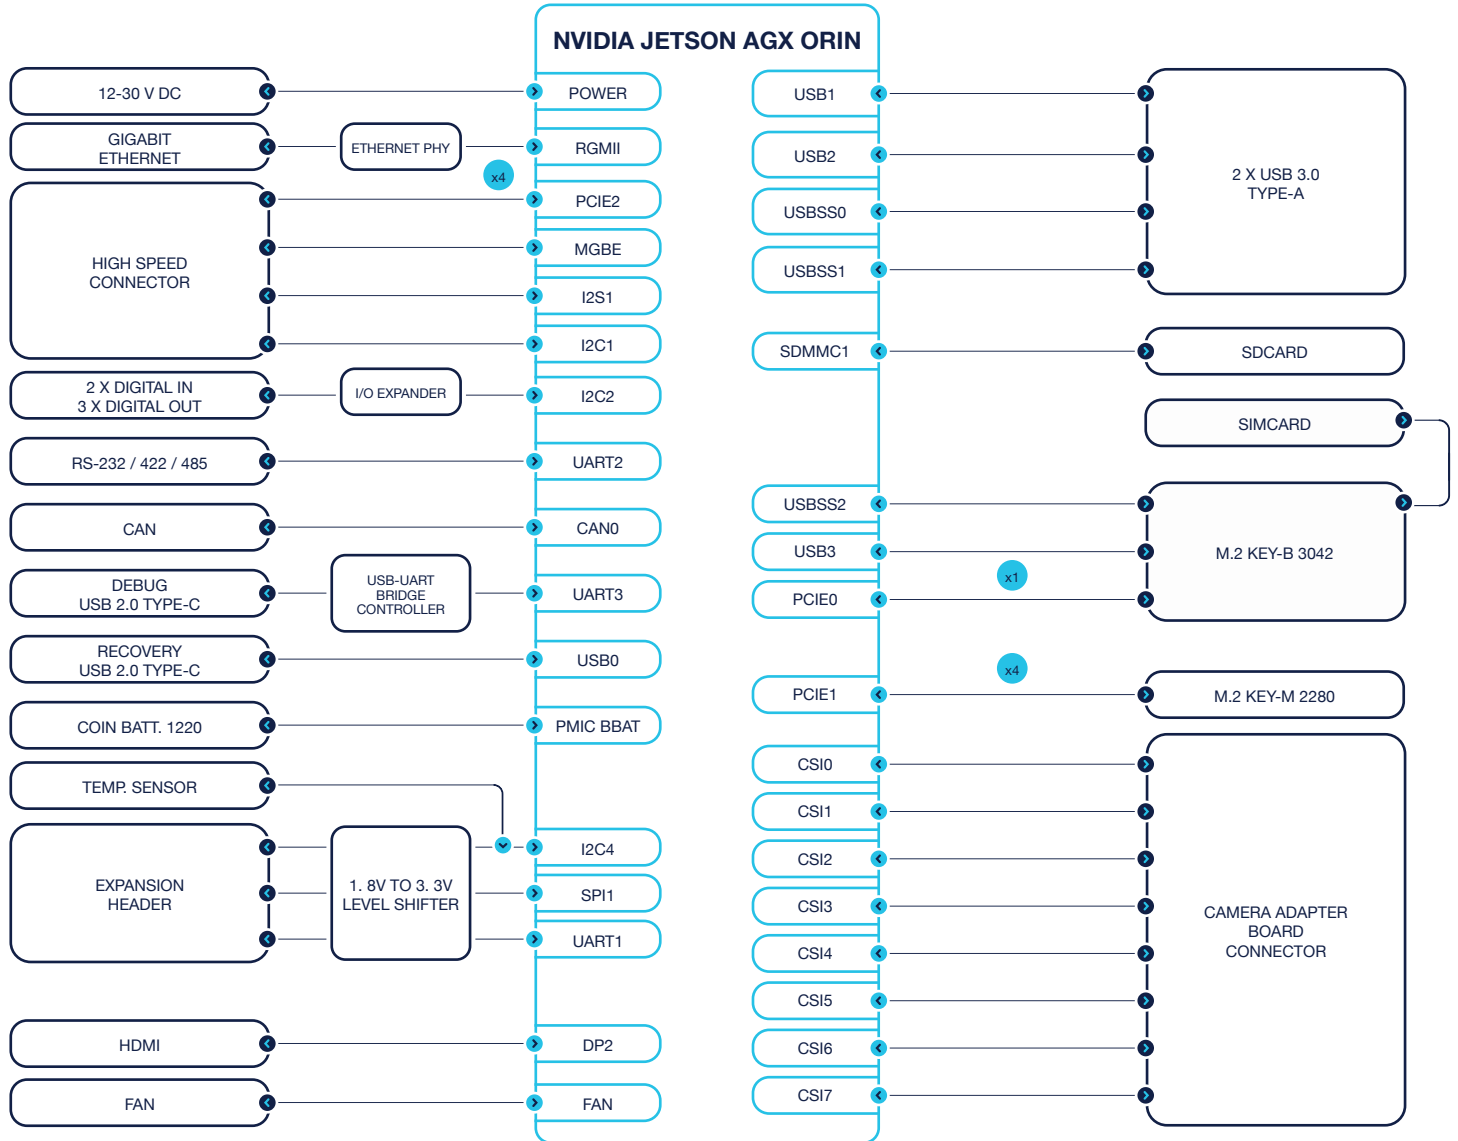 NVIDIA JETSON AGX ORIN
12-30 V DC
POWER
GIGABIT
ETHERNET
ETHERNET PHY
RGMII
x4
HIGH SPEED
CONNECTOR
PCIE2
MGBE
I2S1
I2C1
2 X DIGITAL IN
3 X DIGITAL OUT
I/O EXPANDER
I2C2
RS-232 / 422 / 485
UART2
CAN
CAN0
DEBUG
USB 2.0 TYPE-C
USB-UART
BRIDGE
CONTROLLER
UART3
RECOVERY
USB 2.0 TYPE-C
USB0
COIN BATT. 1220
PMIC BBAT
TEMP. SENSOR
EXPANSION
HEADER
1. 8V TO 3. 3V
LEVEL SHIFTER
I2C4
SPI1
UART1
HDMI
DP2
FAN
FAN
USB1
USB2
USBSS0
USBSS1
2 X USB 3.0
TYPE-A
SDMMC1
SDCARD
SIMCARD
USBSS2
USB3
PCIE0
x1
M.2 KEY-B 3042
x4
PCIE1
M.2 KEY-M 2280
CSI0
CSI1
CSI2
CSI3
CSI4
CSI5
CSI6
CSI7
CAMERA ADAPTER
BOARD
CONNECTOR